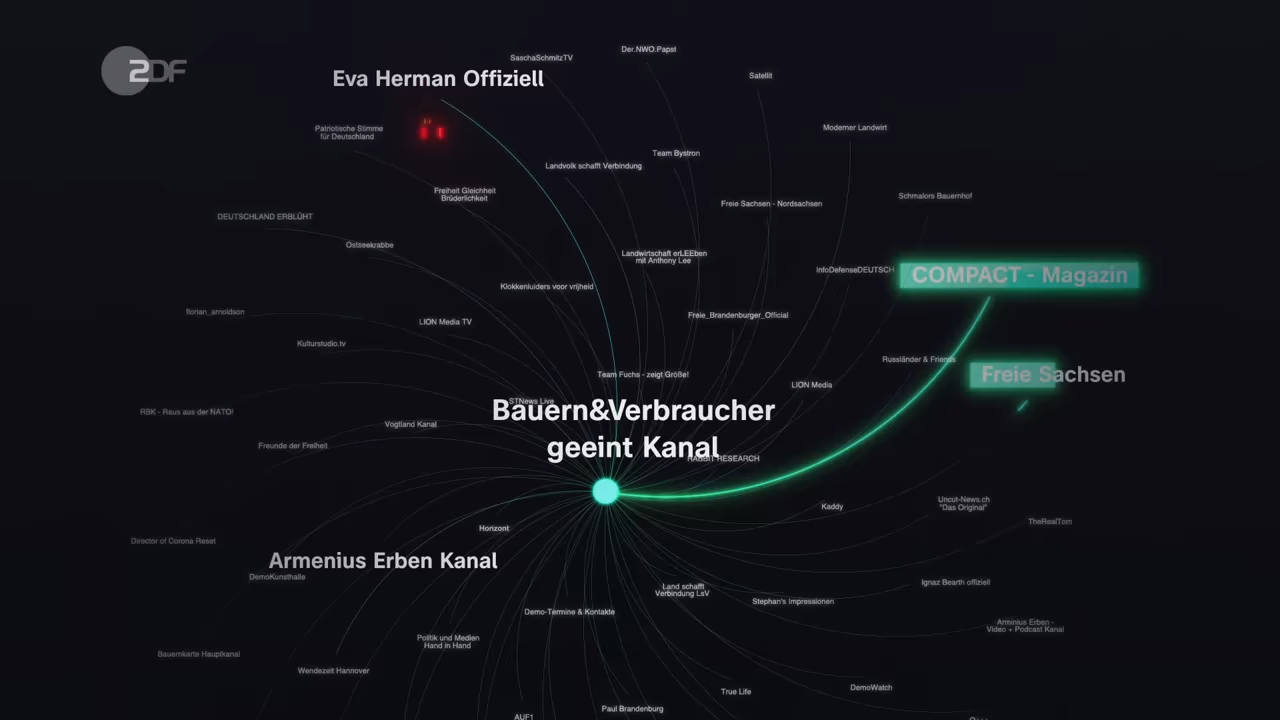 ZDF
Der.NWO.Papst
SaschaSchmitzTV
Eva Herman Offiziell
Satellit
Patriotische Stimme
für Deutschland
Moderner Landwirt
Team Bystron
Landvolk schafft Verbindung
Freiheit Gleichheit
Brüderlichkeit
Schmalors Bauernhof
Freie Sachsen - Nordsachsen
DEUTSCHLAND ERBLÜHT
Ostseekrabbe
Landwirtschaft erLEEben
mit Anthony Lee
InfoDefenseDEUTSCH
COMPACT - Magazin
Klokkenluiders voor vrijheid
florian_arnoldson
Freie_Brandenburger_Official
LION Media TV
Kulturstudio.tv
Russländer & Friends
Team Fuchs - zeigt Größe!
Freie Sachsen
LION Media
STNews Live
RBK - Raus aus der NATO!
Bauern&Verbraucher
geeint Kanal
Vogtland Kanal
Freunde der Freiheit
RABBIT RESEARCH
Uncut-News.ch
"Das Original"
Kaddy
TheRealTom
Horizont
Director of Corona Reset
Armenius Erben Kanal
DemoKunsthalle
Ignaz Bearth offiziell
Land schafft
Verbindung LsV
Stephan's Impressionen
Demo-Termine & Kontakte
Arminius Erben -
Video + Podcast Kanal
Politik und Medien
Hand in Hand
Bauernkarte Hauptkanal
Wendezeit Hannover
DemoWatch
True Life
Paul Brandenburg
AUF1